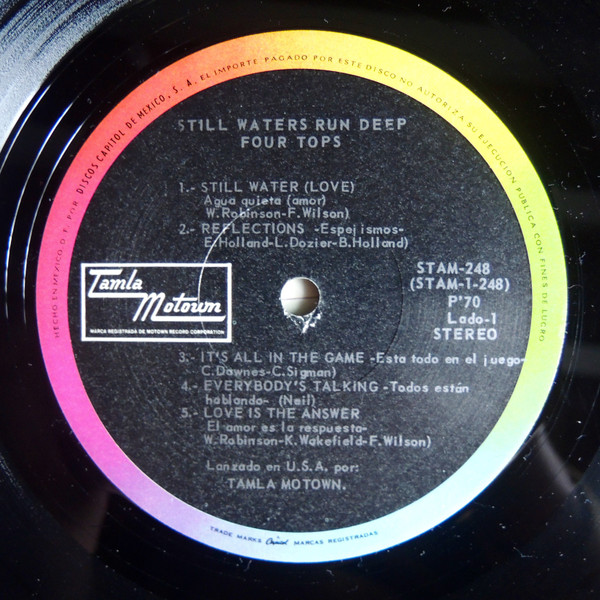 HECHO EN MEXICO D.F. POR DISCOS CAPITOL DE MEXICO, S. A. EL IMPORTE PAGADO POR ESTE DISCO NO AUTORIZA SU EJECUCION PUBLICA CON FINES DE LUCRO
STILL WATERS RUN DEEP
FOUR TOPS
1.- STILL WATER (LOVE)
Agua quieta (amor)
W. Robinson-F. Wilson)
2.- REFLECTIONS -Espejismos-
E. Holland-L. Dozier-B. Holland)
Tamla
Motown
MARCA REGISTRADA DE MOTOWN RECORD CORPORATION
STAM-248
(STAM-1-248)
P'70
Lado-1
STEREO
3.- IT'S ALL IN THE GAME -Esta todo en el juego-
C. Dawnes-C. Sigman)
4.- EVERYBODY'S TALKING -Todos están
hablando- (Neil)
5.- LOVE IS THE ANSWER
El amor es la respuesta-
W. Robinson-K. Wakefield-F. Wilson)
Lanzado en U.S.A. por:
TAMLA MOTOWN.
TRADE MARKS Capitol MARCAS REGISTRADAS